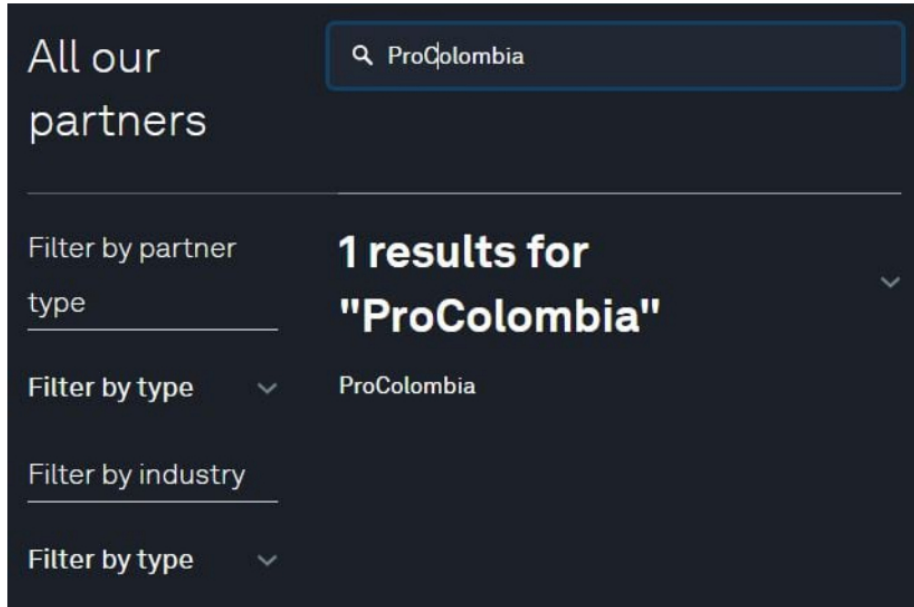 All our
partners
ProColombia
Filter by partner
type
Filter by type
Filter by industry
Filter by type
1 results for
"ProColombia"
ProColombia